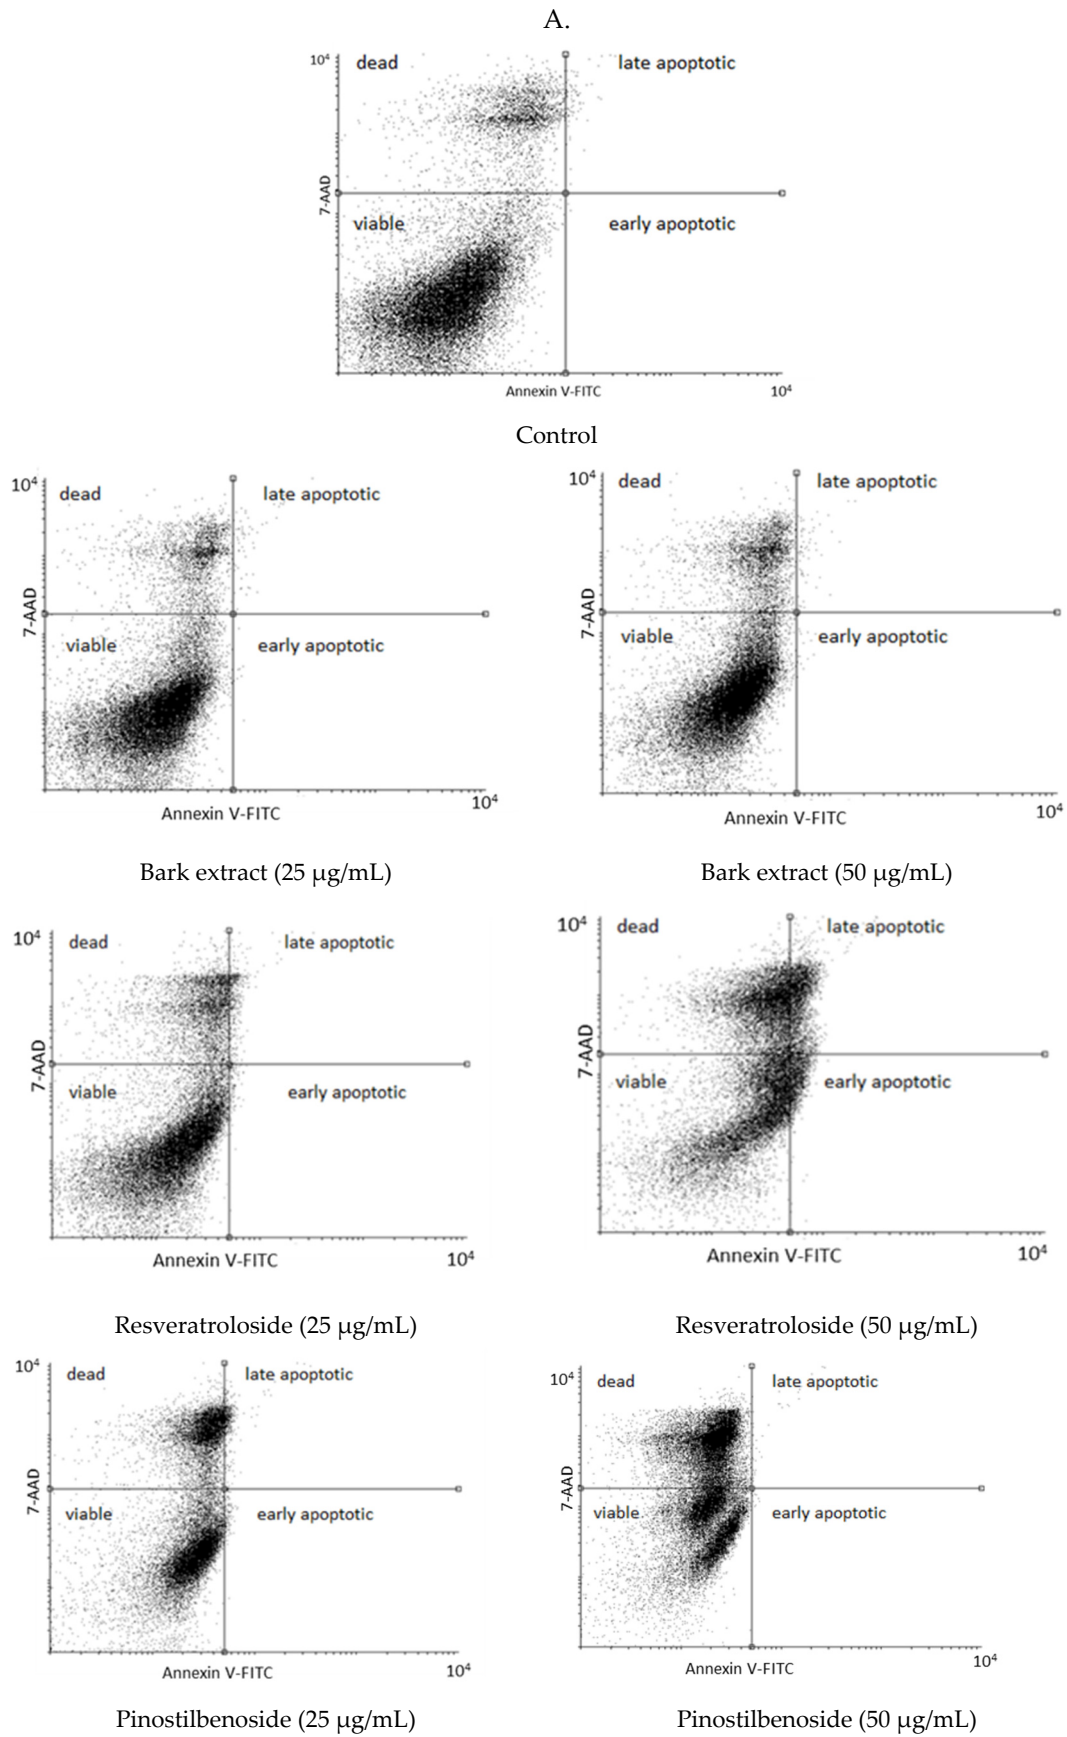 A.
10⁴ dead late apoptotic
7-AAD
viable early apoptotic
Annexin V-FITC 10⁴
Control
10⁴ dead late apoptotic
7-AAD
viable early apoptotic
Annexin V-FITC 10⁴
Bark extract (25 µg/mL)
10⁴ dead late apoptotic
7-AAD
viable early apoptotic
Annexin V-FITC 10⁴
Bark extract (50 µg/mL)
10⁴ dead late apoptotic
7-AAD
viable early apoptotic
Annexin V-FITC 10⁴
Resveratroloside (25 µg/mL)
10⁴ dead late apoptotic
7-AAD
viable early apoptotic
Annexin V-FITC 10⁴
Resveratroloside (50 µg/mL)
10⁴ dead late apoptotic
7-AAD
viable early apoptotic
Annexin V-FITC 10⁴
Pinostilbenoside (25 µg/mL)
10⁴ dead late apoptotic
7-AAD
viable early apoptotic
Annexin V-FITC 10⁴
Pinostilbenoside (50 µg/mL)